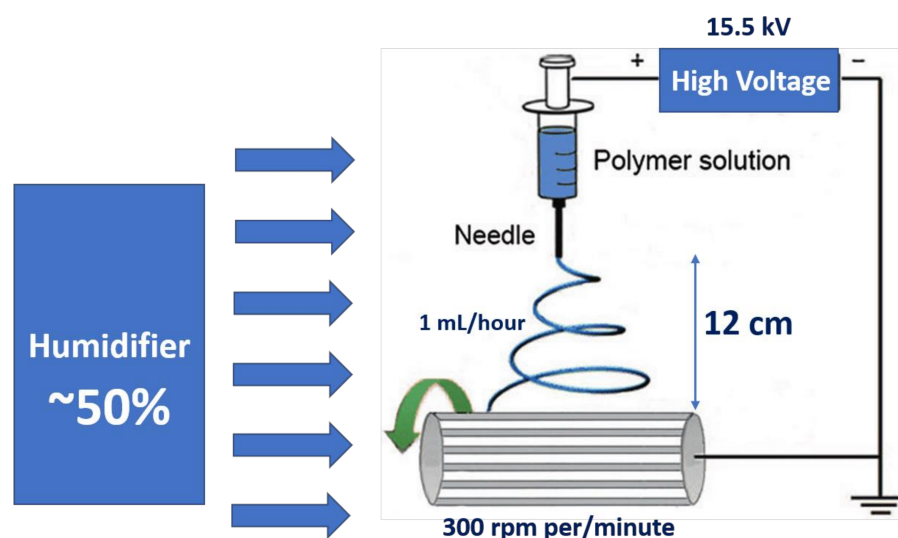 15.5 kV
+
High Voltage
−
Polymer solution
Needle
1 mL/hour
12 cm
Humidifier
~50%
300 rpm per/minute